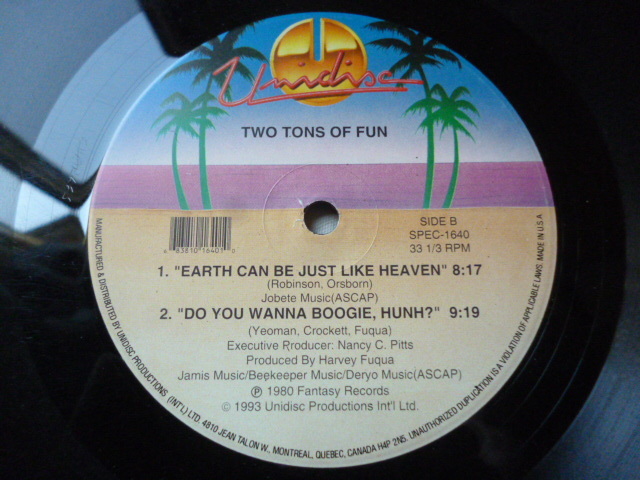 Unidisc
TWO TONS OF FUN
SIDE B
SPEC-1640
33 1/3 RPM
6 83810 16401 0
1. "EARTH CAN BE JUST LIKE HEAVEN" 8:17
(Robinson, Orsborn)
Jobete Music(ASCAP)
2. "DO YOU WANNA BOOGIE, HUNH?" 9:19
(Yeoman, Crockett, Fuqua)
Executive Producer: Nancy C. Pitts
Produced By Harvey Fuqua
Jamis Music/Beekeeper Music/Deryo Music(ASCAP)
℗ 1980 Fantasy Records
© 1993 Unidisc Productions Int'l Ltd.
MANUFACTURED & DISTRIBUTED BY UNIDISC PRODUCTIONS (INT'L) LTD. 4810 JEAN TALON W., MONTREAL, QUEBEC, CANADA H4P 2N5. UNAUTHORIZED DUPLICATION IS A VIOLATION OF APPLICABLE LAWS. MADE IN U.S.A